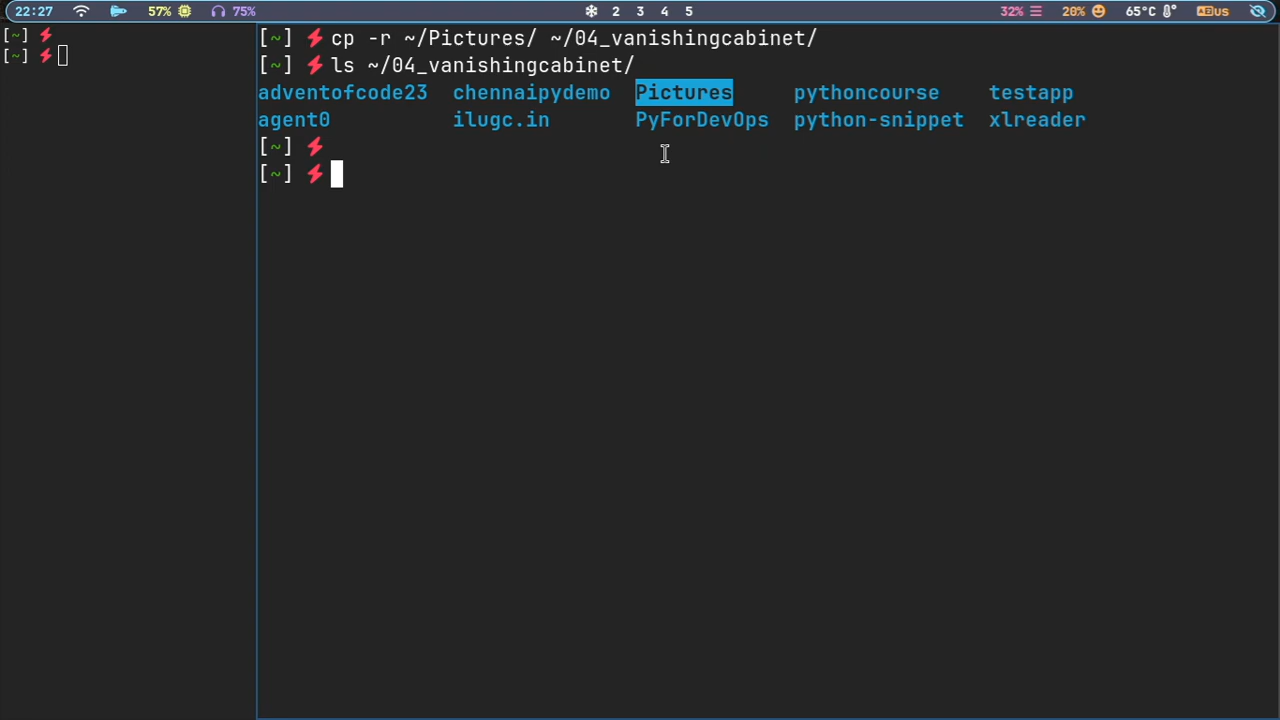 22:27 57% 75% 2 3 4 5 32% 20% 65°C us
[~]
[~]
[~] cp -r ~/Pictures/ ~/04_vanishingcabinet/
[~] ls ~/04_vanishingcabinet/
adventofcode23 chennaipydemo Pictures pythoncourse testapp
agent0 ilugc.in PyForDevOps python-snippet xlreader
[~]
[~]